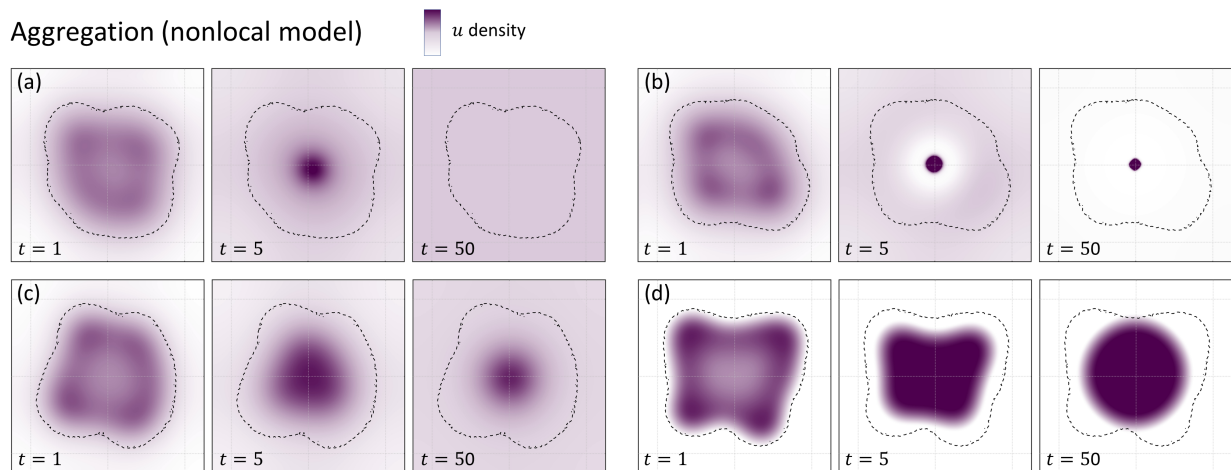 Aggregation (nonlocal model)
u density
(a)
t = 1
t = 5
t = 50
(b)
t = 1
t = 5
t = 50
(c)
t = 1
t = 5
t = 50
(d)
t = 1
t = 5
t = 50